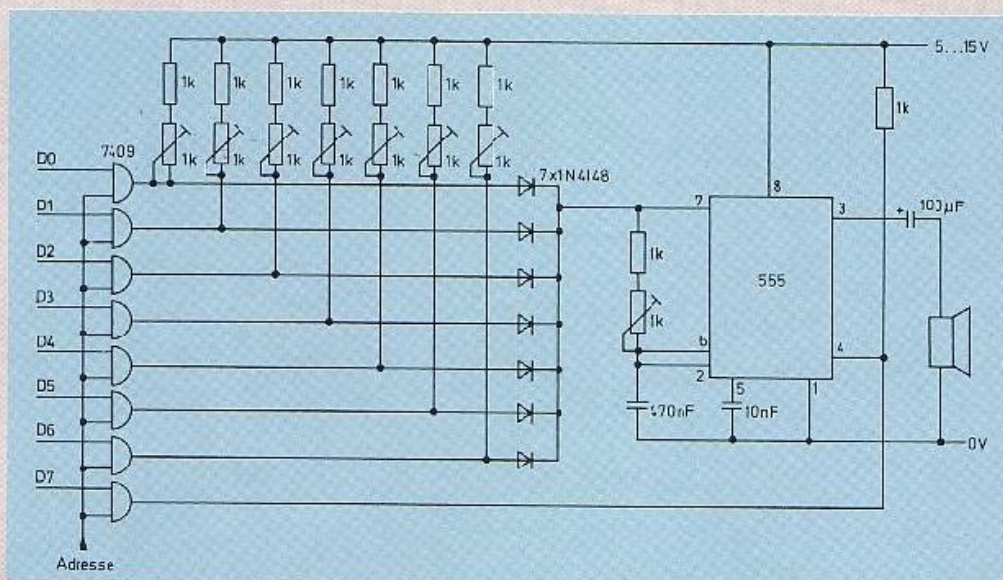 5...15V
1k 1k 1k 1k 1k 1k 1k 1k
D0 7409
1k 1k 1k 1k 1k 1k 1k
7x1N4148
D1
7 8 3 + 100µF
D2
1k
555
D3
1k
D4
6 4
2
D5
5 1
470nF 10nF
D6
0V
D7
Adresse